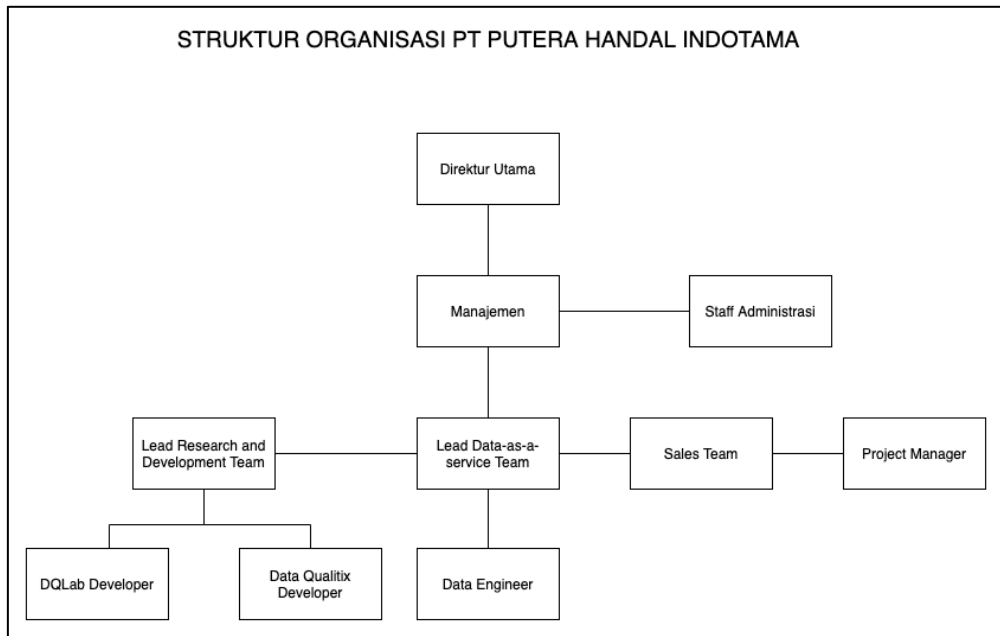 STRUKTUR ORGANISASI PT PUTERA HANDAL INDOTAMA
Direktur Utama
Manajemen
Staff Administrasi
Lead Research and
Development Team
Lead Data-as-a-
service Team
Sales Team
Project Manager
DQLab Developer
Data Qualitix
Developer
Data Engineer